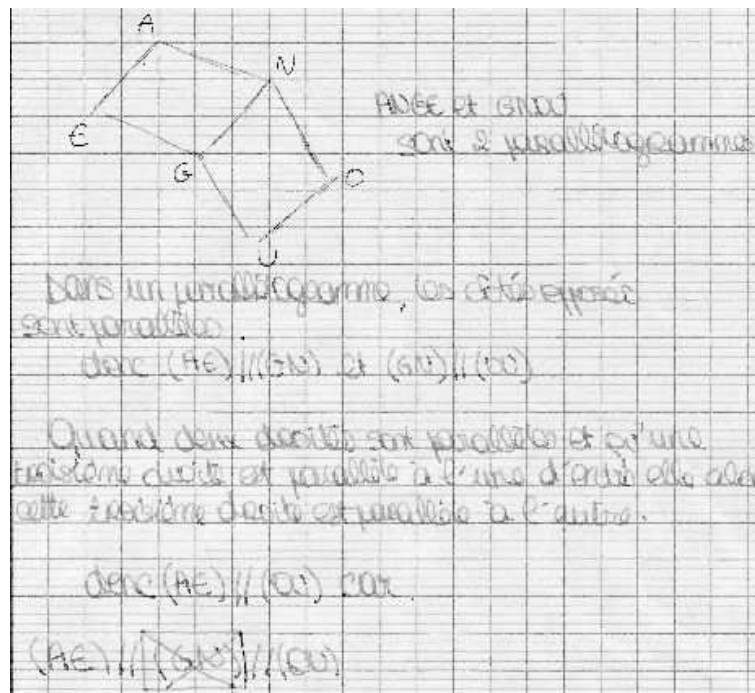 A
N
E
G
O
U
ANGE et GNOU
sont 2 parallélogrammes
Dans un parallélogramme, les côtés opposés
sont parallèles
donc (AE)//(GN) et (GN)//(OU)
Quand deux droites sont parallèles et qu'une
troisième droite est parallèle à l'une d'entre elle alors
cette troisième droite est parallèle à l'autre.
donc (AE)//(OU) car
(AE)//(GN)//(OU)